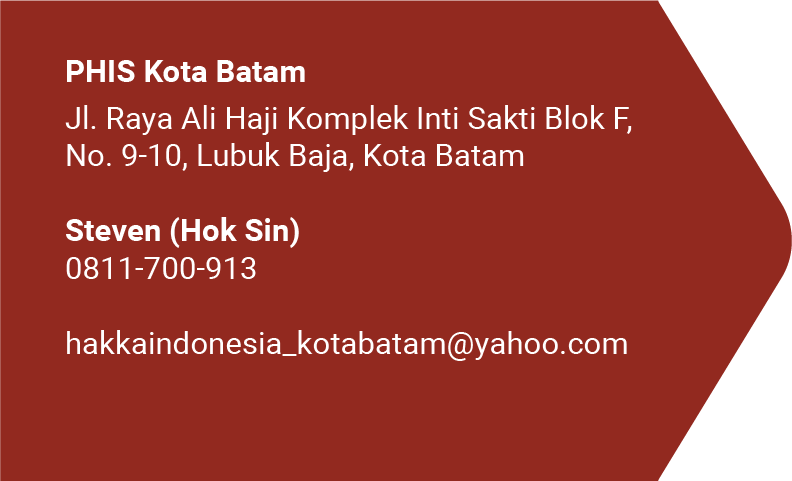 PHIS Kota Batam
Jl. Raya Ali Haji Komplek Inti Sakti Blok F,
No. 9-10, Lubuk Baja, Kota Batam
Steven (Hok Sin)
0811-700-913
hakkaindonesia_kotabatam@yahoo.com